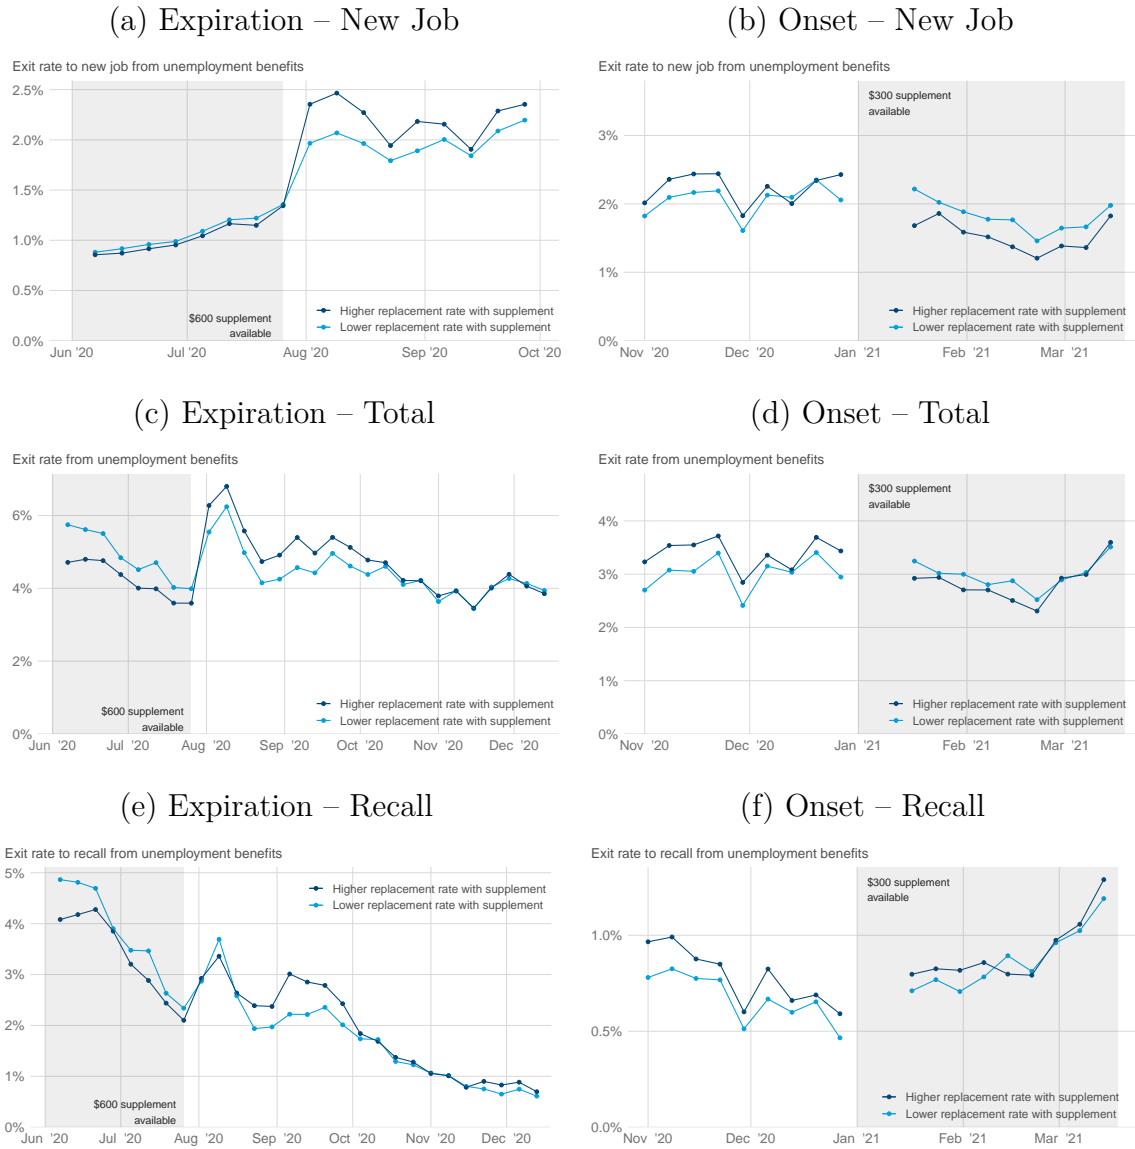 (a) Expiration – New Job
Exit rate to new job from unemployment benefits
2.5%
2.0%
1.5%
1.0%
0.5%
0.0%
$600 supplement
available
Higher replacement rate with supplement
Lower replacement rate with supplement
Jun '20
Jul '20
Aug '20
Sep '20
Oct '20
(b) Onset – New Job
Exit rate to new job from unemployment benefits
$300 supplement
available
3%
2%
1%
0%
Higher replacement rate with supplement
Lower replacement rate with supplement
Nov '20
Dec '20
Jan '21
Feb '21
Mar '21
(c) Expiration – Total
Exit rate from unemployment benefits
6%
4%
2%
0%
$600 supplement
available
Higher replacement rate with supplement
Lower replacement rate with supplement
Jun '20
Jul '20
Aug '20
Sep '20
Oct '20
Nov '20
Dec '20
(d) Onset – Total
Exit rate from unemployment benefits
$300 supplement
available
4%
3%
2%
1%
0%
Higher replacement rate with supplement
Lower replacement rate with supplement
Nov '20
Dec '20
Jan '21
Feb '21
Mar '21
(e) Expiration – Recall
Exit rate to recall from unemployment benefits
5%
4%
3%
2%
1%
0%
Higher replacement rate with supplement
Lower replacement rate with supplement
$600 supplement
available
Jun '20
Jul '20
Aug '20
Sep '20
Oct '20
Nov '20
Dec '20
(f) Onset – Recall
Exit rate to recall from unemployment benefits
$300 supplement
available
1.0%
0.5%
0.0%
Higher replacement rate with supplement
Lower replacement rate with supplement
Nov '20
Dec '20
Jan '21
Feb '21
Mar '21